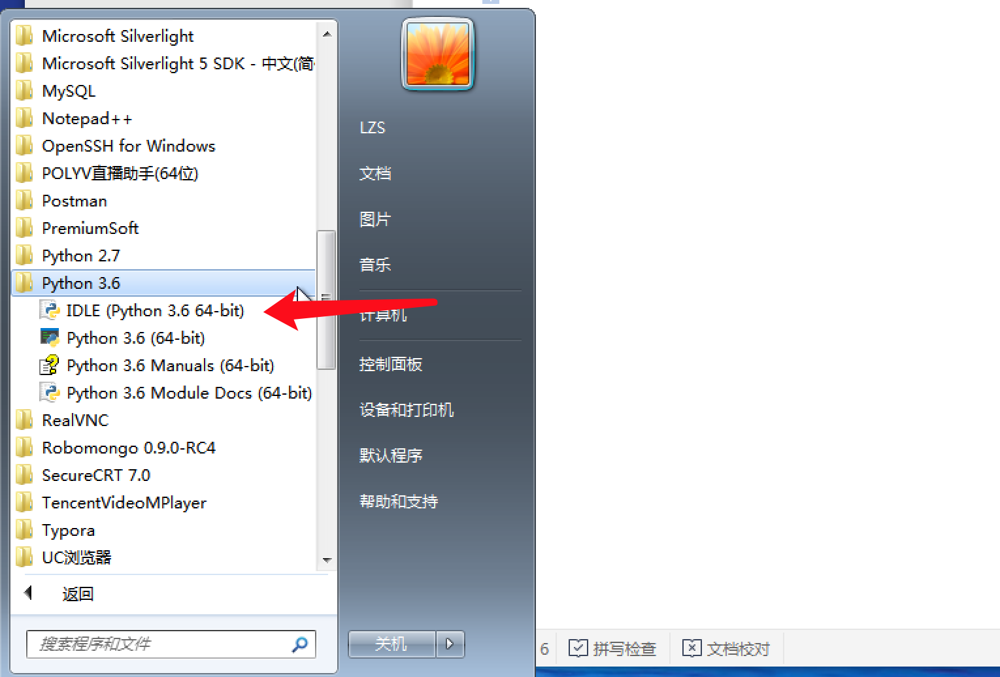 Microsoft Silverlight
Microsoft Silverlight 5 SDK - 中文(简
MySQL
Notepad++
OpenSSH for Windows
POLYV直播助手(64位)
Postman
PremiumSoft
Python 2.7
Python 3.6
IDLE (Python 3.6 64-bit)
Python 3.6 (64-bit)
Python 3.6 Manuals (64-bit)
Python 3.6 Module Docs (64-bit)
RealVNC
Robomongo 0.9.0-RC4
SecureCRT 7.0
TencentVideoMPlayer
Typora
UC浏览器
返回
搜索程序和文件
LZS
文档
图片
音乐
计算机
控制面板
设备和打印机
默认程序
帮助和支持
关机
6
拼写检查
文档校对